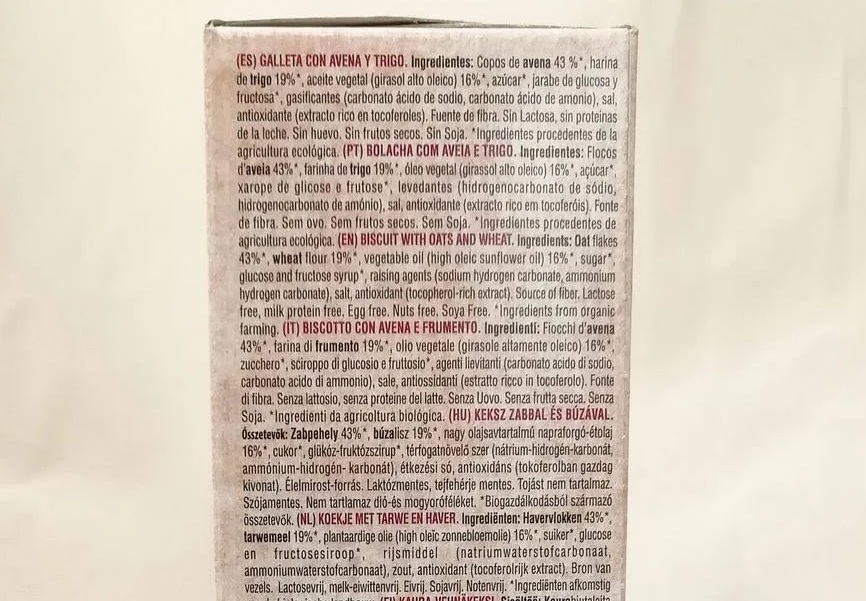 (ES) GALLETA CON AVENA Y TRIGO. Ingredientes: Copos de avena 43 %*, harina
de trigo 19%*, aceite vegetal (girasol alto oleico) 16%*, azúcar*, jarabe de glucosa y
fructosa*, gasificantes (carbonato ácido de sodio, carbonato ácido de amonio), sal,
antioxidante (extracto rico en tocoferoles). Fuente de fibra. Sin Lactosa, sin proteinas
de la leche. Sin huevo. Sin frutos secos. Sin Soja. *Ingredientes procedentes de la
agricultura ecológica. (PT) BOLACHA COM AVEIA E TRIGO. Ingredientes: Flocos
d'aveia 43%*, farinha de trigo 19%*, óleo vegetal (girassol alto oleico) 16%*, açúcar*,
xarope de glicose e frutose*, levedantes (hidrogenocarbonato de sódio,
hidrogenocarbonato de amónio), sal, antioxidante (extracto rico em tocoferóis). Fonte
de fibra. Sem ovo. Sem frutos secos. Sem Soja. *Ingredientes procedentes de
agricultura ecológica. (EN) BISCUIT WITH OATS AND WHEAT. Ingredients: Oat flakes
43%*, wheat flour 19%*, vegetable oil (high oleic sunflower oil) 16%*, sugar*,
glucose and fructose syrup*, raising agents (sodium hydrogen carbonate, ammonium
hydrogen carbonate), salt, antioxidant (tocopherol-rich extract). Source of fiber. Lactose
free, milk protein free. Egg free. Nuts free. Soya Free. *Ingredients from organic
farming. (IT) BISCOTTO CON AVENA E FRUMENTO. Ingredienti: Fiocchi d'avena
43%*, farina di frumento 19%*, olio vegetale (girasole altamente oleico) 16%*,
zucchero*, sciroppo di glucosio e fruttosio*, agenti lievitanti (carbonato acido di sodio,
carbonato acido di ammonio), sale, antiossidanti (estratto ricco in tocoferolo). Fonte
di fibra. Senza lattosio, senza proteine del latte. Senza Uovo. Senza frutta secca. Senza
Soja. *Ingredienti da agricoltura biológica. (HU) KEKSZ ZABBAL ÉS BÚZÁVAL.
Összetevők: Zabpehely 43%*, búzalisz 19%*, nagy olajsavtartalmú napraforgó-étolaj
16%*, cukor*, glükóz-fruktózszirup*, térfogatnövelő szer (nátrium-hidrogén-karbonát,
ammónium-hidrogén- karbonát), étkezési só, antioxidáns (tokoferolban gazdag
kivonat). Élelmirost-forrás. Laktózmentes, tejfehérje mentes. Tojást nem tartalmaz.
Szójamentes. Nem tartlamaz dió-és mogyoróféléket. *Biogazdálkodásból származó
összetevők. (NL) KOEKJE MET TARWE EN HAVER. Ingrediënten: Havervlokken 43%*,
tarwemeel 19%*, plantaardige olie (high oleïc zonnebloemolie) 16%*, suiker*, glucose
en fructosesiroop*, rijsmiddel (natriumwaterstofcarbonaat,
ammoniumwaterstofcarbonaat), zout, antioxidant (tocoferolrijk extract). Bron van
vezels. Lactosevrij, melk-eiwittenvrij. Eivrij. Sojavrij. Notenvrij. *Ingrediënten afkomstig